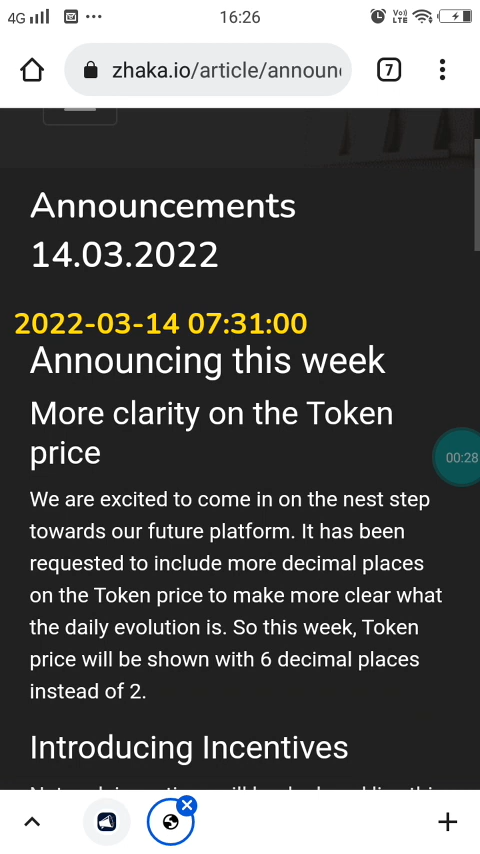 4G 16:26 Vo) LTE
zhaka.io/article/announ 7
Announcements
14.03.2022
2022-03-14 07:31:00
Announcing this week
More clarity on the Token
price
00:28
We are excited to come in on the nest step
towards our future platform. It has been
requested to include more decimal places
on the Token price to make more clear what
the daily evolution is. So this week, Token
price will be shown with 6 decimal places
instead of 2.
Introducing Incentives